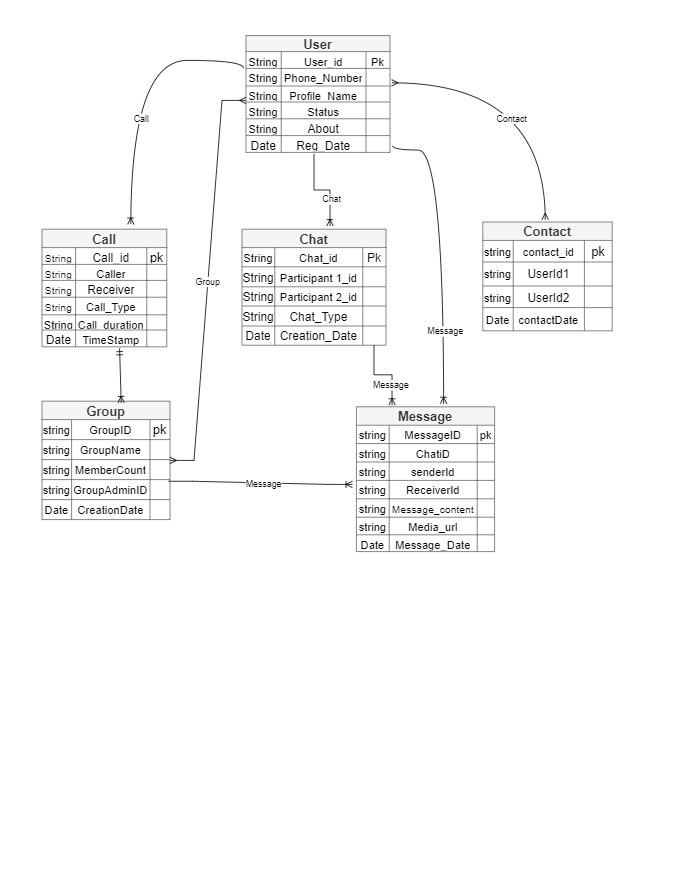 User
String User_id Pk
String Phone_Number
String Profile_Name
String Status
String About
Date Reg_Date
Call
Contact
Chat
Group
Message
Call
String Call_id pk
String Caller
String Receiver
String Call_Type
String Call_duration
Date TimeStamp
Chat
String Chat_id Pk
String Participant 1_id
String Participant 2_id
String Chat_Type
Date Creation_Date
Contact
string contact_id pk
string UserId1
string UserId2
Date contactDate
Message
Group
string GroupID pk
string GroupName
string MemberCount
string GroupAdminID
Date CreationDate
Message
Message
string MessageID pk
string ChatiD
string senderId
string ReceiverId
string Message_content
string Media_url
Date Message_Date